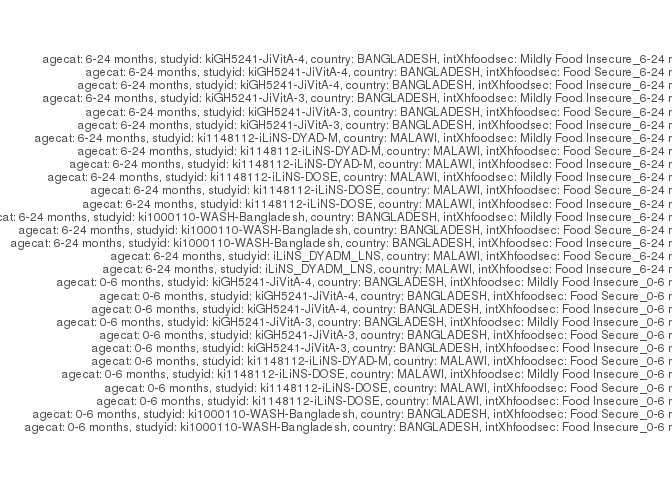 agecat: 6-24 months, studyid: kiGH5241-JiVitA-4, country: BANGLADESH, intXhfoodsec: Mildly Food Insecure_6-24 r
agecat: 6-24 months, studyid: kiGH5241-JiVitA-4, country: BANGLADESH, intXhfoodsec: Food Secure_6-24 r
agecat: 6-24 months, studyid: kiGH5241-JiVitA-4, country: BANGLADESH, intXhfoodsec: Food Insecure_6-24 r
agecat: 6-24 months, studyid: kiGH5241-JiVitA-3, country: BANGLADESH, intXhfoodsec: Mildly Food Insecure_6-24 r
agecat: 6-24 months, studyid: kiGH5241-JiVitA-3, country: BANGLADESH, intXhfoodsec: Food Secure_6-24 r
agecat: 6-24 months, studyid: kiGH5241-JiVitA-3, country: BANGLADESH, intXhfoodsec: Food Insecure_6-24 r
agecat: 6-24 months, studyid: ki1148112-iLiNS-DYAD-M, country: MALAWI, intXhfoodsec: Mildly Food Insecure_6-24 r
agecat: 6-24 months, studyid: ki1148112-iLiNS-DYAD-M, country: MALAWI, intXhfoodsec: Food Secure_6-24 r
agecat: 6-24 months, studyid: ki1148112-iLiNS-DYAD-M, country: MALAWI, intXhfoodsec: Food Insecure_6-24 r
agecat: 6-24 months, studyid: ki1148112-iLiNS-DOSE, country: MALAWI, intXhfoodsec: Mildly Food Insecure_6-24 r
agecat: 6-24 months, studyid: ki1148112-iLiNS-DOSE, country: MALAWI, intXhfoodsec: Food Secure_6-24 r
agecat: 6-24 months, studyid: ki1148112-iLiNS-DOSE, country: MALAWI, intXhfoodsec: Food Insecure_6-24 r
cat: 6-24 months, studyid: ki1000110-WASH-Bangladesh, country: BANGLADESH, intXhfoodsec: Mildly Food Insecure_6-24 r
agecat: 6-24 months, studyid: ki1000110-WASH-Bangladesh, country: BANGLADESH, intXhfoodsec: Food Secure_6-24 r
agecat: 6-24 months, studyid: ki1000110-WASH-Bangladesh, country: BANGLADESH, intXhfoodsec: Food Insecure_6-24 r
agecat: 6-24 months, studyid: iLiNS_DYADM_LNS, country: MALAWI, intXhfoodsec: Food Secure_6-24 r
agecat: 6-24 months, studyid: iLiNS_DYADM_LNS, country: MALAWI, intXhfoodsec: Food Insecure_6-24 r
agecat: 0-6 months, studyid: kiGH5241-JiVitA-4, country: BANGLADESH, intXhfoodsec: Mildly Food Insecure_0-6 r
agecat: 0-6 months, studyid: kiGH5241-JiVitA-4, country: BANGLADESH, intXhfoodsec: Food Secure_0-6 r
agecat: 0-6 months, studyid: kiGH5241-JiVitA-4, country: BANGLADESH, intXhfoodsec: Food Insecure_0-6 r
agecat: 0-6 months, studyid: kiGH5241-JiVitA-3, country: BANGLADESH, intXhfoodsec: Mildly Food Insecure_0-6 r
agecat: 0-6 months, studyid: kiGH5241-JiVitA-3, country: BANGLADESH, intXhfoodsec: Food Secure_0-6 r
agecat: 0-6 months, studyid: kiGH5241-JiVitA-3, country: BANGLADESH, intXhfoodsec: Food Insecure_0-6 r
agecat: 0-6 months, studyid: ki1148112-iLiNS-DYAD-M, country: MALAWI, intXhfoodsec: Food Secure_0-6 r
agecat: 0-6 months, studyid: ki1148112-iLiNS-DOSE, country: MALAWI, intXhfoodsec: Mildly Food Insecure_0-6 r
agecat: 0-6 months, studyid: ki1148112-iLiNS-DOSE, country: MALAWI, intXhfoodsec: Food Secure_0-6 r
agecat: 0-6 months, studyid: ki1148112-iLiNS-DOSE, country: MALAWI, intXhfoodsec: Food Insecure_0-6 r
agecat: 0-6 months, studyid: ki1000110-WASH-Bangladesh, country: BANGLADESH, intXhfoodsec: Food Secure_0-6 r
agecat: 0-6 months, studyid: ki1000110-WASH-Bangladesh, country: BANGLADESH, intXhfoodsec: Food Insecure_0-6 r